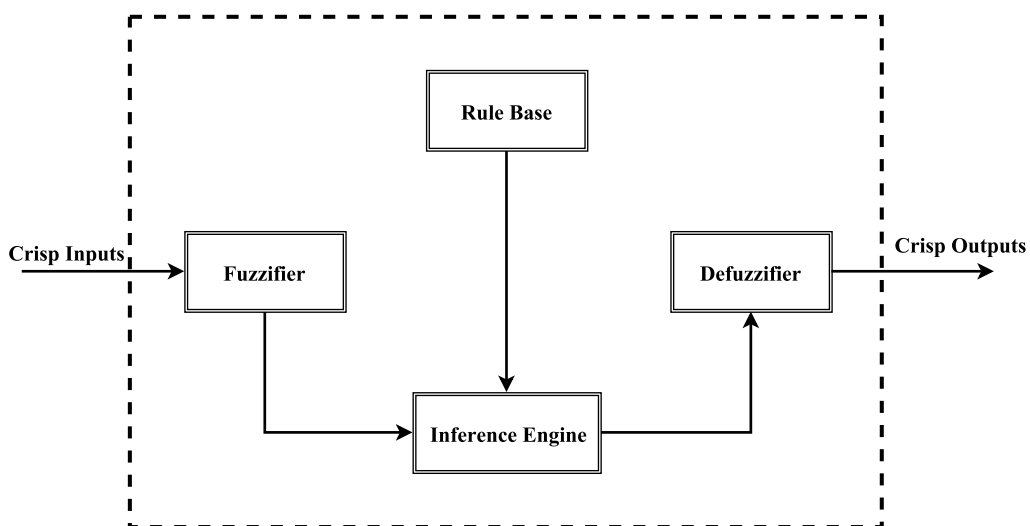 Rule Base
Crisp Inputs
Fuzzifier
Defuzzifier
Crisp Outputs
Inference Engine